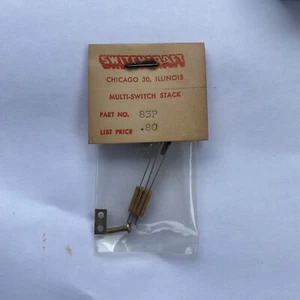 SWITCHCRAFT
CHICAGO 30, ILLINOIS
MULTI-SWITCH STACK
PART NO. 83P
LIST PRICE .80